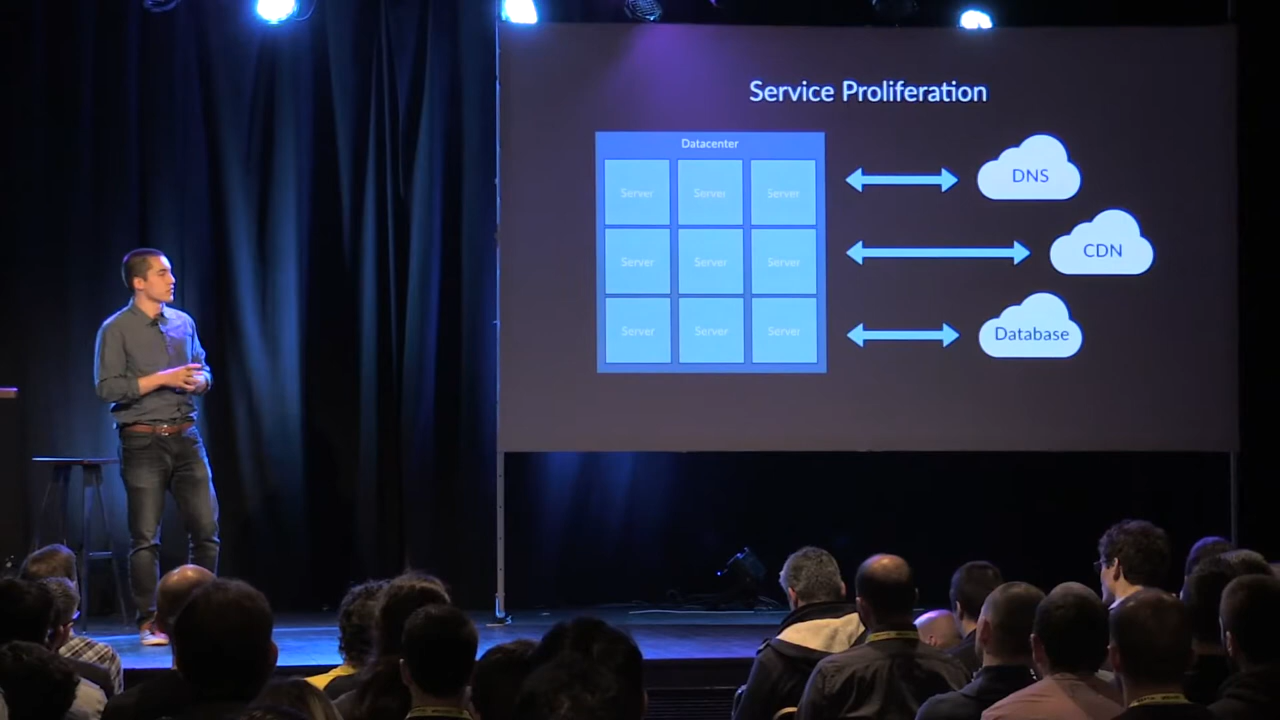 Service Proliferation
Datacenter
Server Server Server
Server Server Server
Server Server Server
DNS
CDN
Database